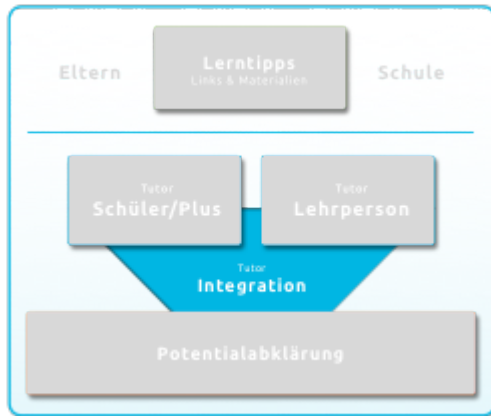 Eltern
Lerntipps
Links & Materialien
Schule
Tutor
Schüler/Plus
Tutor
Lehrperson
Tutor
Integration
Potentialabklärung